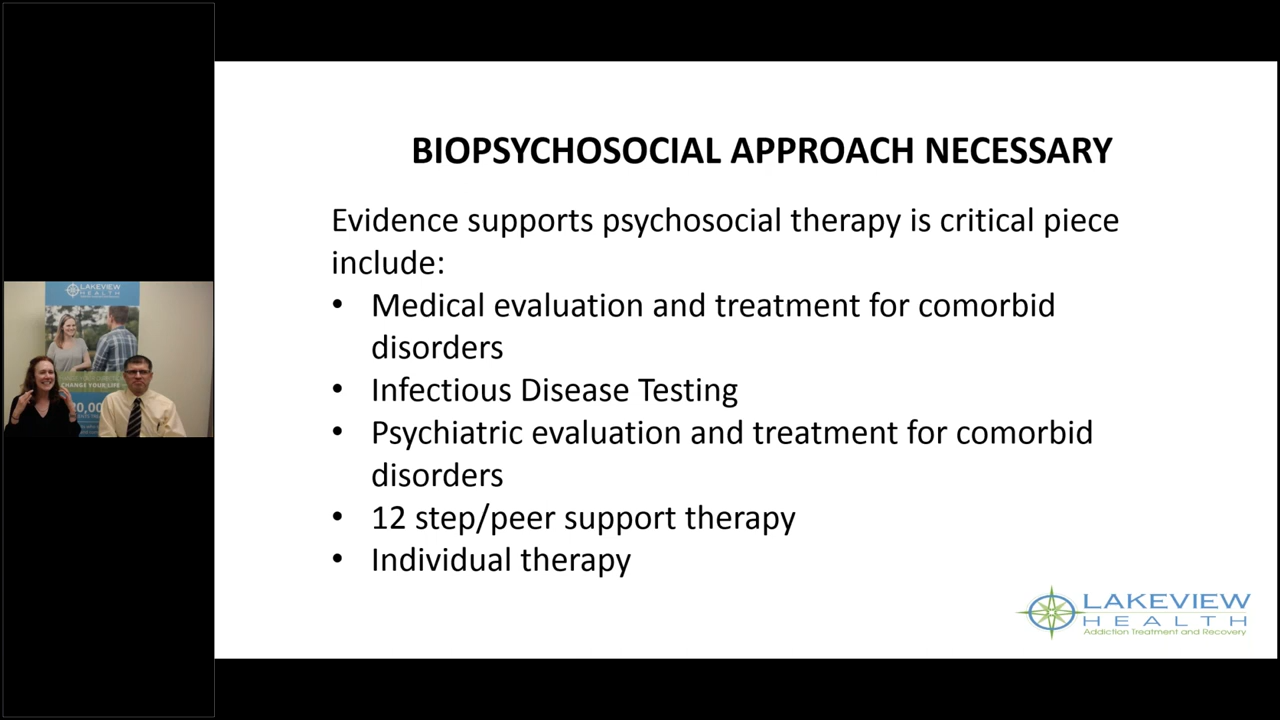 BIOPSYCHOSOCIAL APPROACH NECESSARY
Evidence supports psychosocial therapy is critical piece
include:
• Medical evaluation and treatment for comorbid
disorders
• Infectious Disease Testing
• Psychiatric evaluation and treatment for comorbid
disorders
• 12 step/peer support therapy
• Individual therapy
LAKEVIEW
HEALTH
Addiction Treatment and Recovery
LAKEVIEW
HEALTH
CHANGE YOUR LIFE